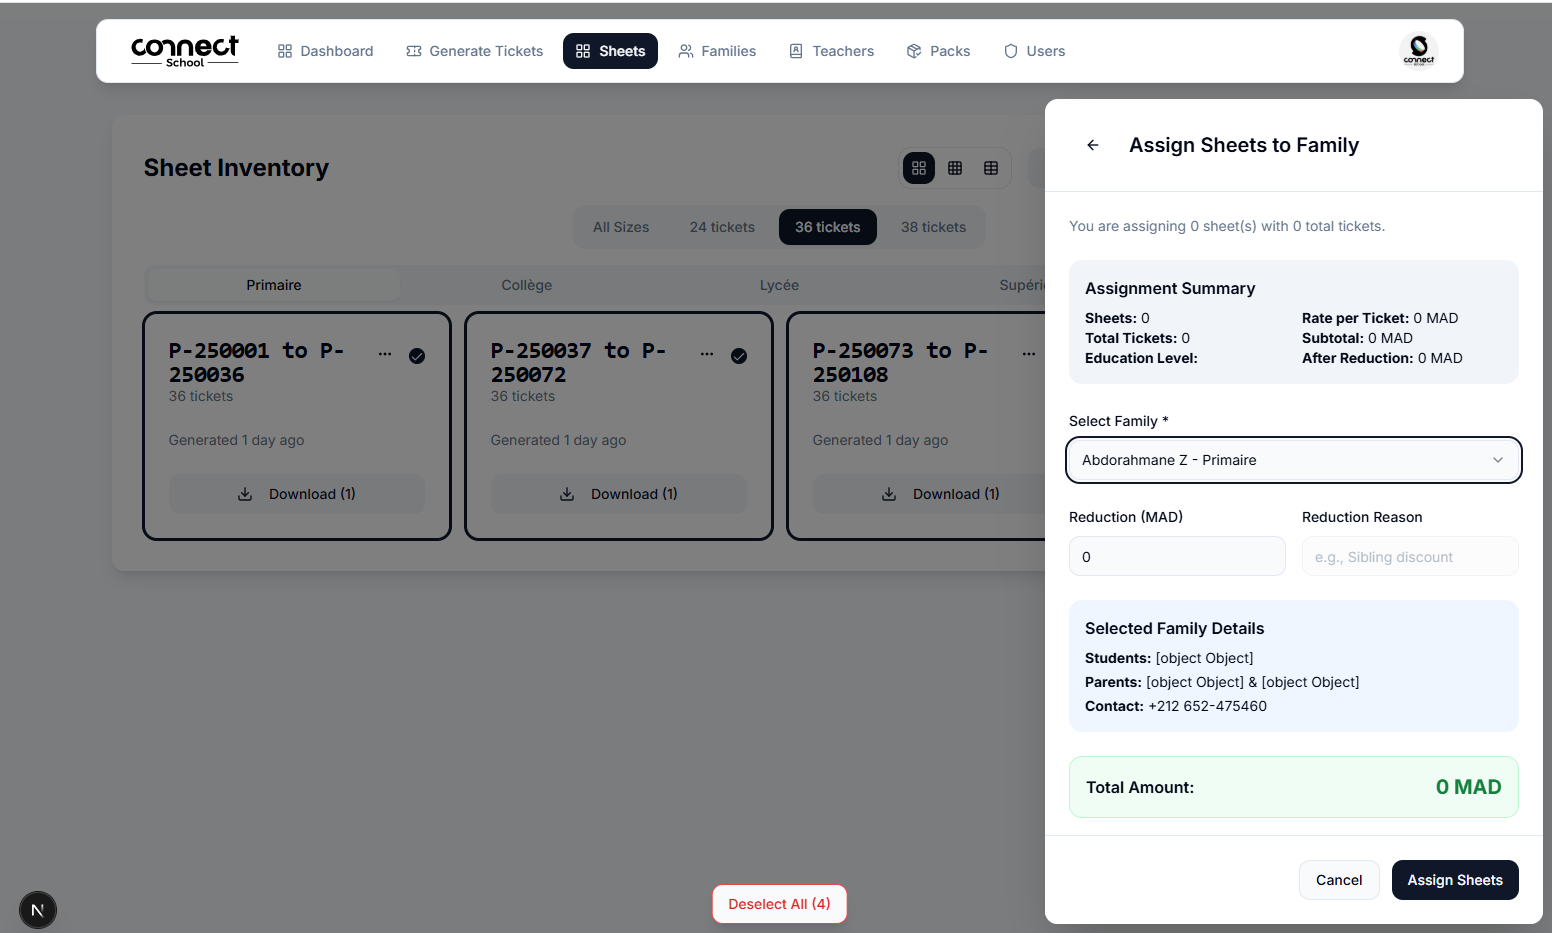 connect
School
Dashboard
Generate Tickets
Sheets
Families
Teachers
Packs
Users
connect
Sheet Inventory
All Sizes
24 tickets
36 tickets
38 tickets
Primaire
Collège
Lycée
P-250001 to P-
250036
36 tickets
Generated 1 day ago
Download (1)
P-250037 to P-
250072
36 tickets
Generated 1 day ago
Download (1)
P-250073 to P-
250108
36 tickets
Generated 1 day ago
Download (1)
Deselect All (4)
N
Assign Sheets to Family
You are assigning 0 sheet(s) with 0 total tickets.
Assignment Summary
Sheets: 0
Rate per Ticket: 0 MAD
Total Tickets: 0
Subtotal: 0 MAD
Education Level:
After Reduction: 0 MAD
Select Family *
Abdorahmane Z - Primaire
Reduction (MAD)
Reduction Reason
0
e.g., Sibling discount
Selected Family Details
Students: [object Object]
Parents: [object Object] & [object Object]
Contact: +212 652-475460
Total Amount:
0 MAD
Cancel
Assign Sheets